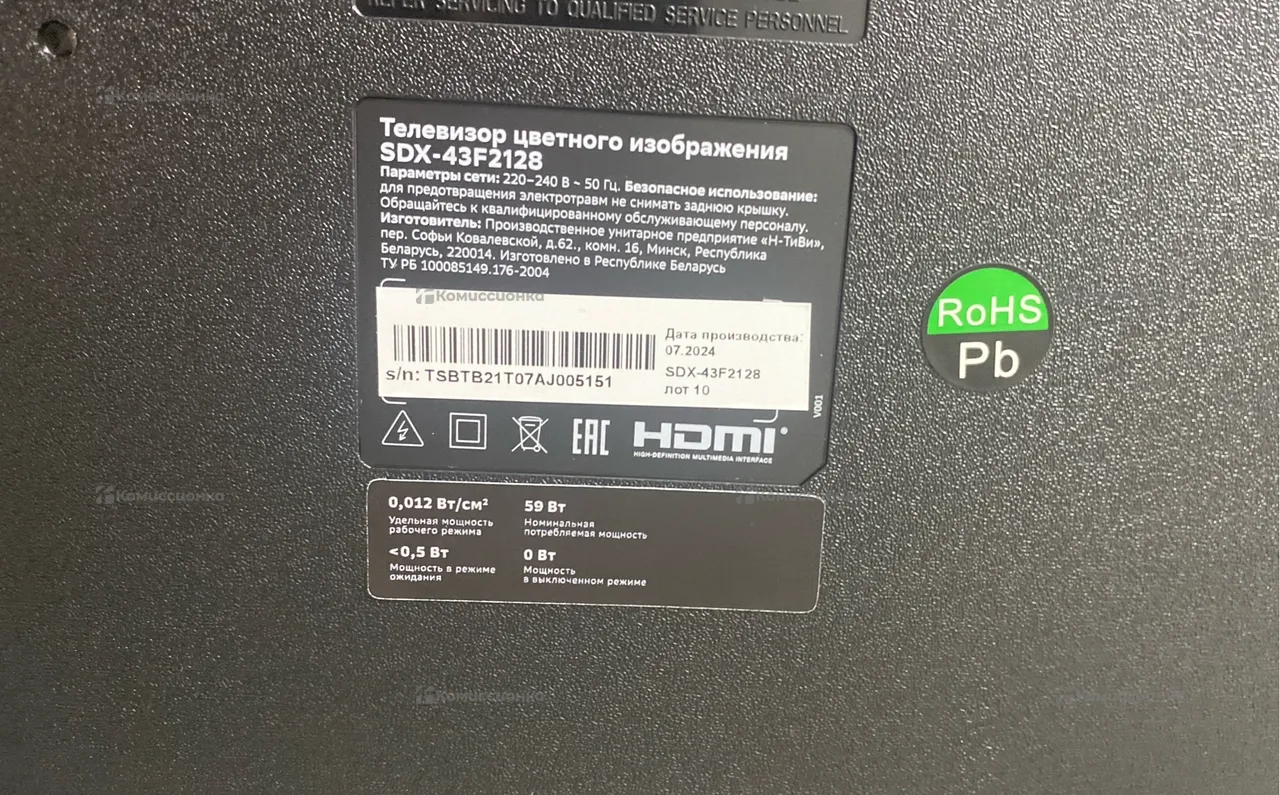 REFER SERVICING TO QUALIFIED SERVICE PERSONNEL
Телевизор цветного изображения
SDX-43F2128
Параметры сети: 220–240 В ~ 50 Гц. Безопасное использование:
для предотвращения электротравм не снимать заднюю крышку.
Обращайтесь к квалифицированному обслуживающему персоналу.
Изготовитель: Производственное унитарное предприятие «Н-ТиВи»,
пер. Софьи Ковалевской, д.62., комн. 16, Минск, Республика
Беларусь, 220014. Изготовлено в Республике Беларусь
ТУ РБ 100085149.176-2004
Комиссионка
Дата производства:
07.2024
s/n: TSBTB21T07AJ005151
SDX-43F2128
лот 10
V001
EAC
HDMI
HIGH-DEFINITION MULTIMEDIA INTERFACE
RoHS
Pb
0,012 Вт/см²
Удельная мощность
рабочего режима
59 Вт
Номинальная
потребляемая мощность
<0,5 Вт
Мощность в режиме
ожидания
0 Вт
Мощность
в выключенном режиме
Комиссионка
Комиссионка
Комиссионка